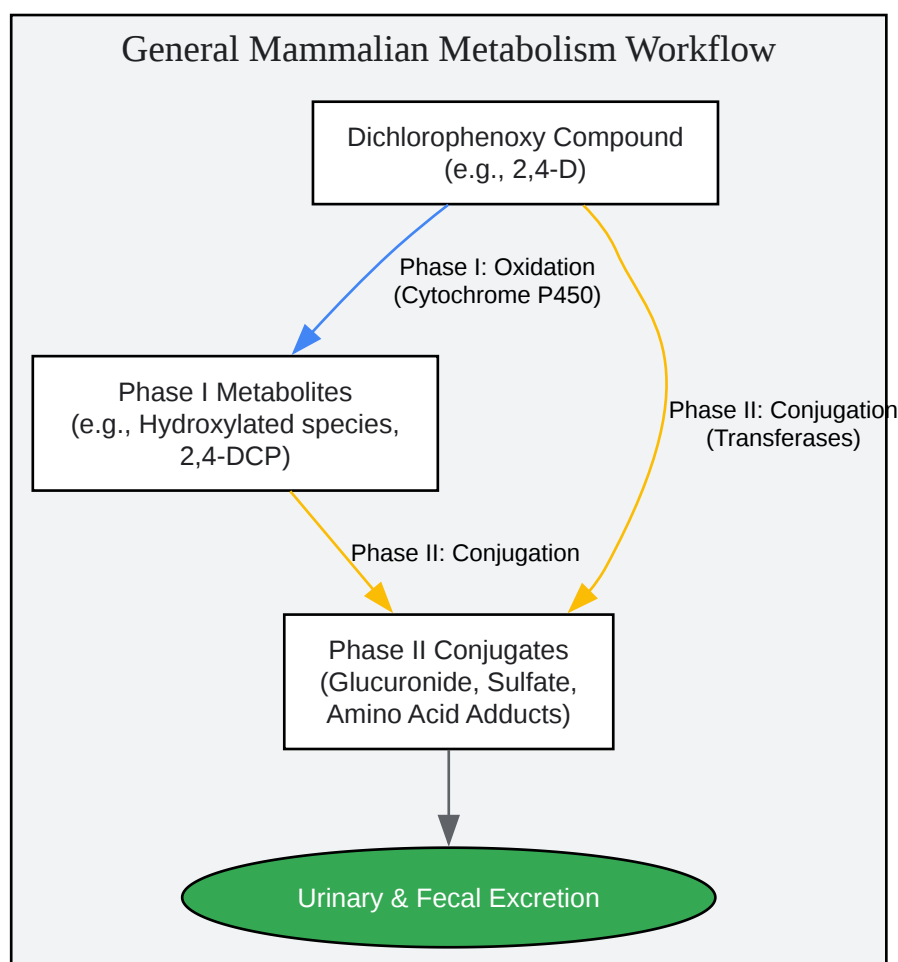 General Mammalian Metabolism Workflow
Dichlorophenoxy Compound
(e.g., 2,4-D)
Phase I: Oxidation
(Cytochrome P450)
Phase I Metabolites
(e.g., Hydroxylated species,
2,4-DCP)
Phase II: Conjugation
(Transferases)
Phase II: Conjugation
Phase II Conjugates
(Glucuronide, Sulfate,
Amino Acid Adducts)
Urinary & Fecal Excretion